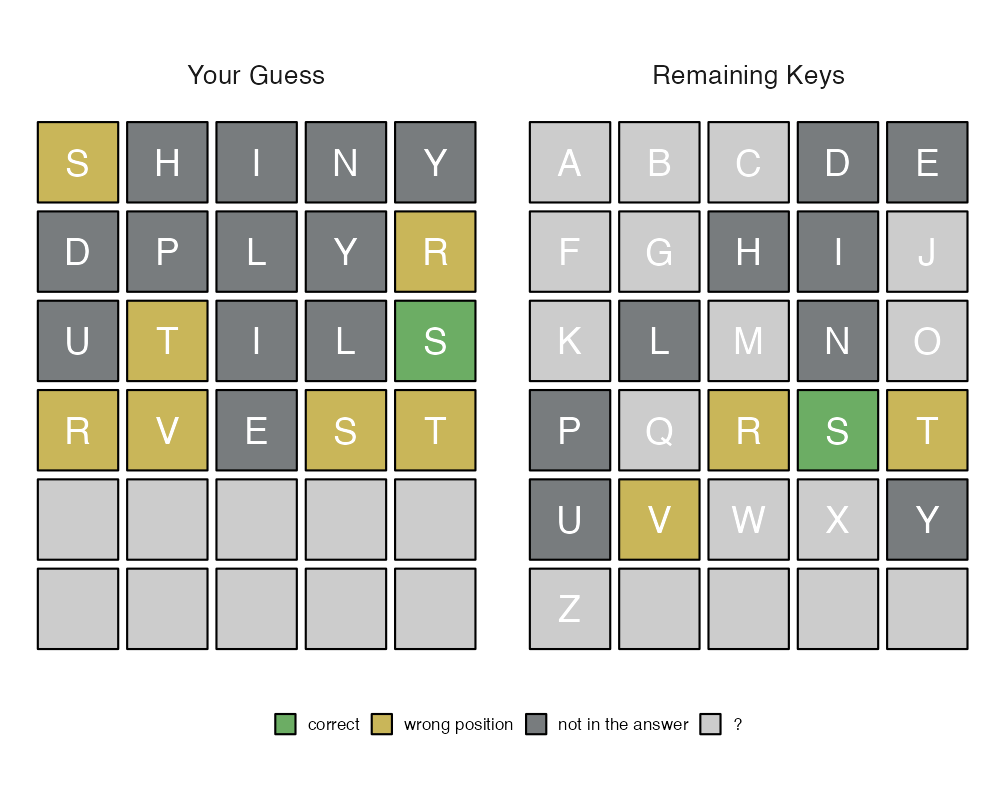 Your Guess
Remaining Keys
S H I N Y
A B C D E
D P L Y R
F G H I J
U T I L S
K L M N O
R V E S T
P Q R S T
U V W X Y
Z
correct wrong position not in the answer ?